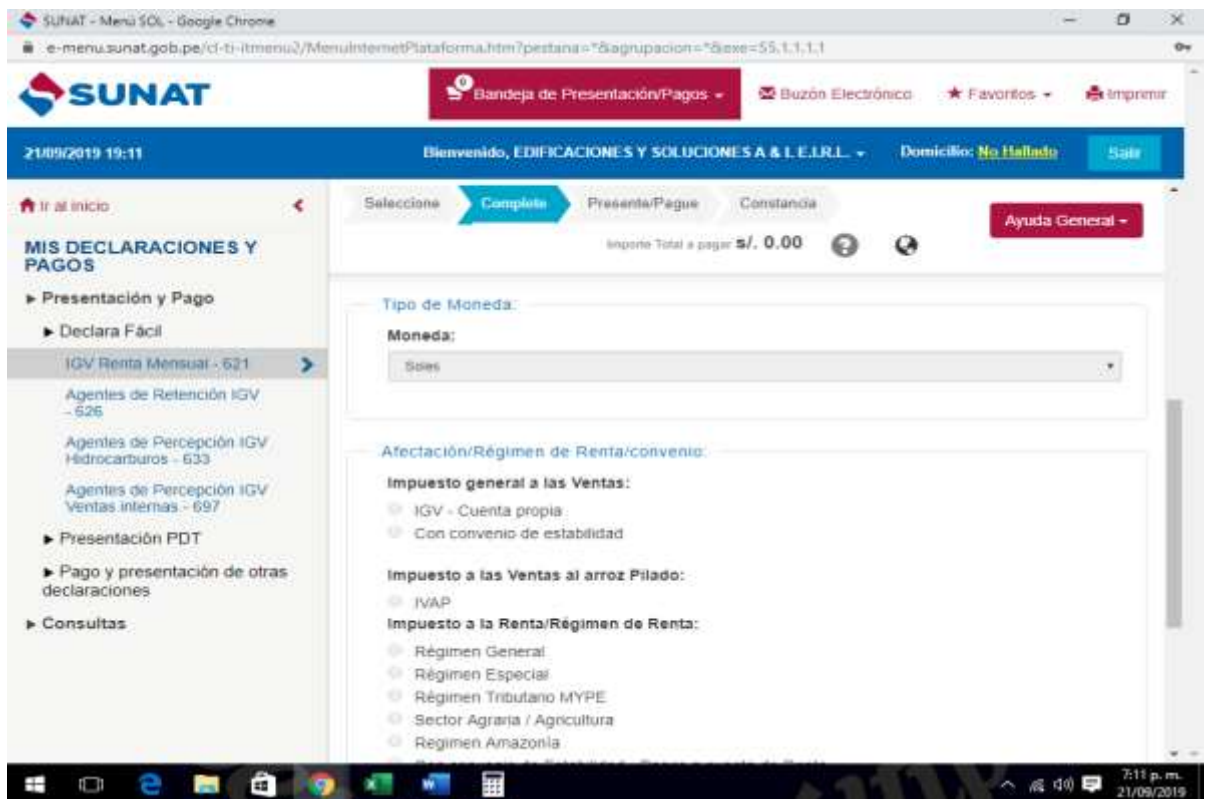 SUNAT - Menú SOL - Google Chrome
e-menu.sunat.gob.pe/cl-ti-itmenu2/MenuInternetPlataforma.htm?pestana=*&agrupacion=*&exe=55.1.1.1.1
SUNAT
0
Bandeja de Presentación/Pagos
Buzón Electrónico
Favoritos
Imprimir
21/09/2019 19:11
Bienvenido, EDIFICACIONES Y SOLUCIONES A & L E.I.R.L.
Domicilio: No Hallado
Salir
Ir al inicio
MIS DECLARACIONES Y
PAGOS
Presentación y Pago
Declara Fácil
IGV Renta Mensual - 621
Agentes de Retención IGV
- 626
Agentes de Percepción IGV
Hidrocarburos - 633
Agentes de Percepción IGV
Ventas internas - 697
Presentación PDT
Pago y presentación de otras
declaraciones
Consultas
Seleccione
Complete
Presente/Pague
Constancia
Ayuda General
Importe Total a pagar s/. 0.00
Tipo de Moneda:
Moneda:
Soles
Afectación/Régimen de Renta/convenio:
Impuesto general a las Ventas:
IGV - Cuenta propia
Con convenio de estabilidad
Impuesto a las Ventas al arroz Pilado:
IVAP
Impuesto a la Renta/Régimen de Renta:
Régimen General
Régimen Especial
Régimen Tributario MYPE
Sector Agraria / Agricultura
Regimen Amazonía
7:11 p. m.
21/09/2019